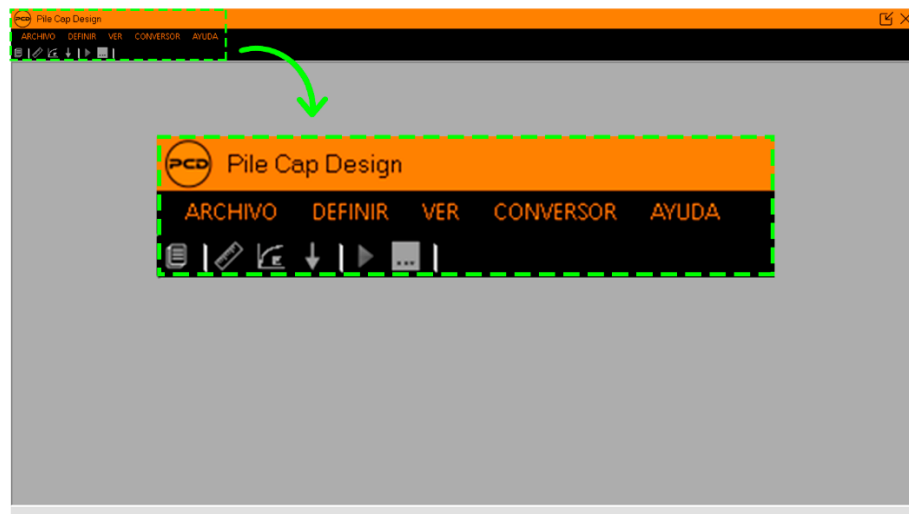 PCD Pile Cap Design
ARCHIVO DEFINIR VER CONVERSOR AYUDA
PCD Pile Cap Design
ARCHIVO DEFINIR VER CONVERSOR AYUDA
E
...